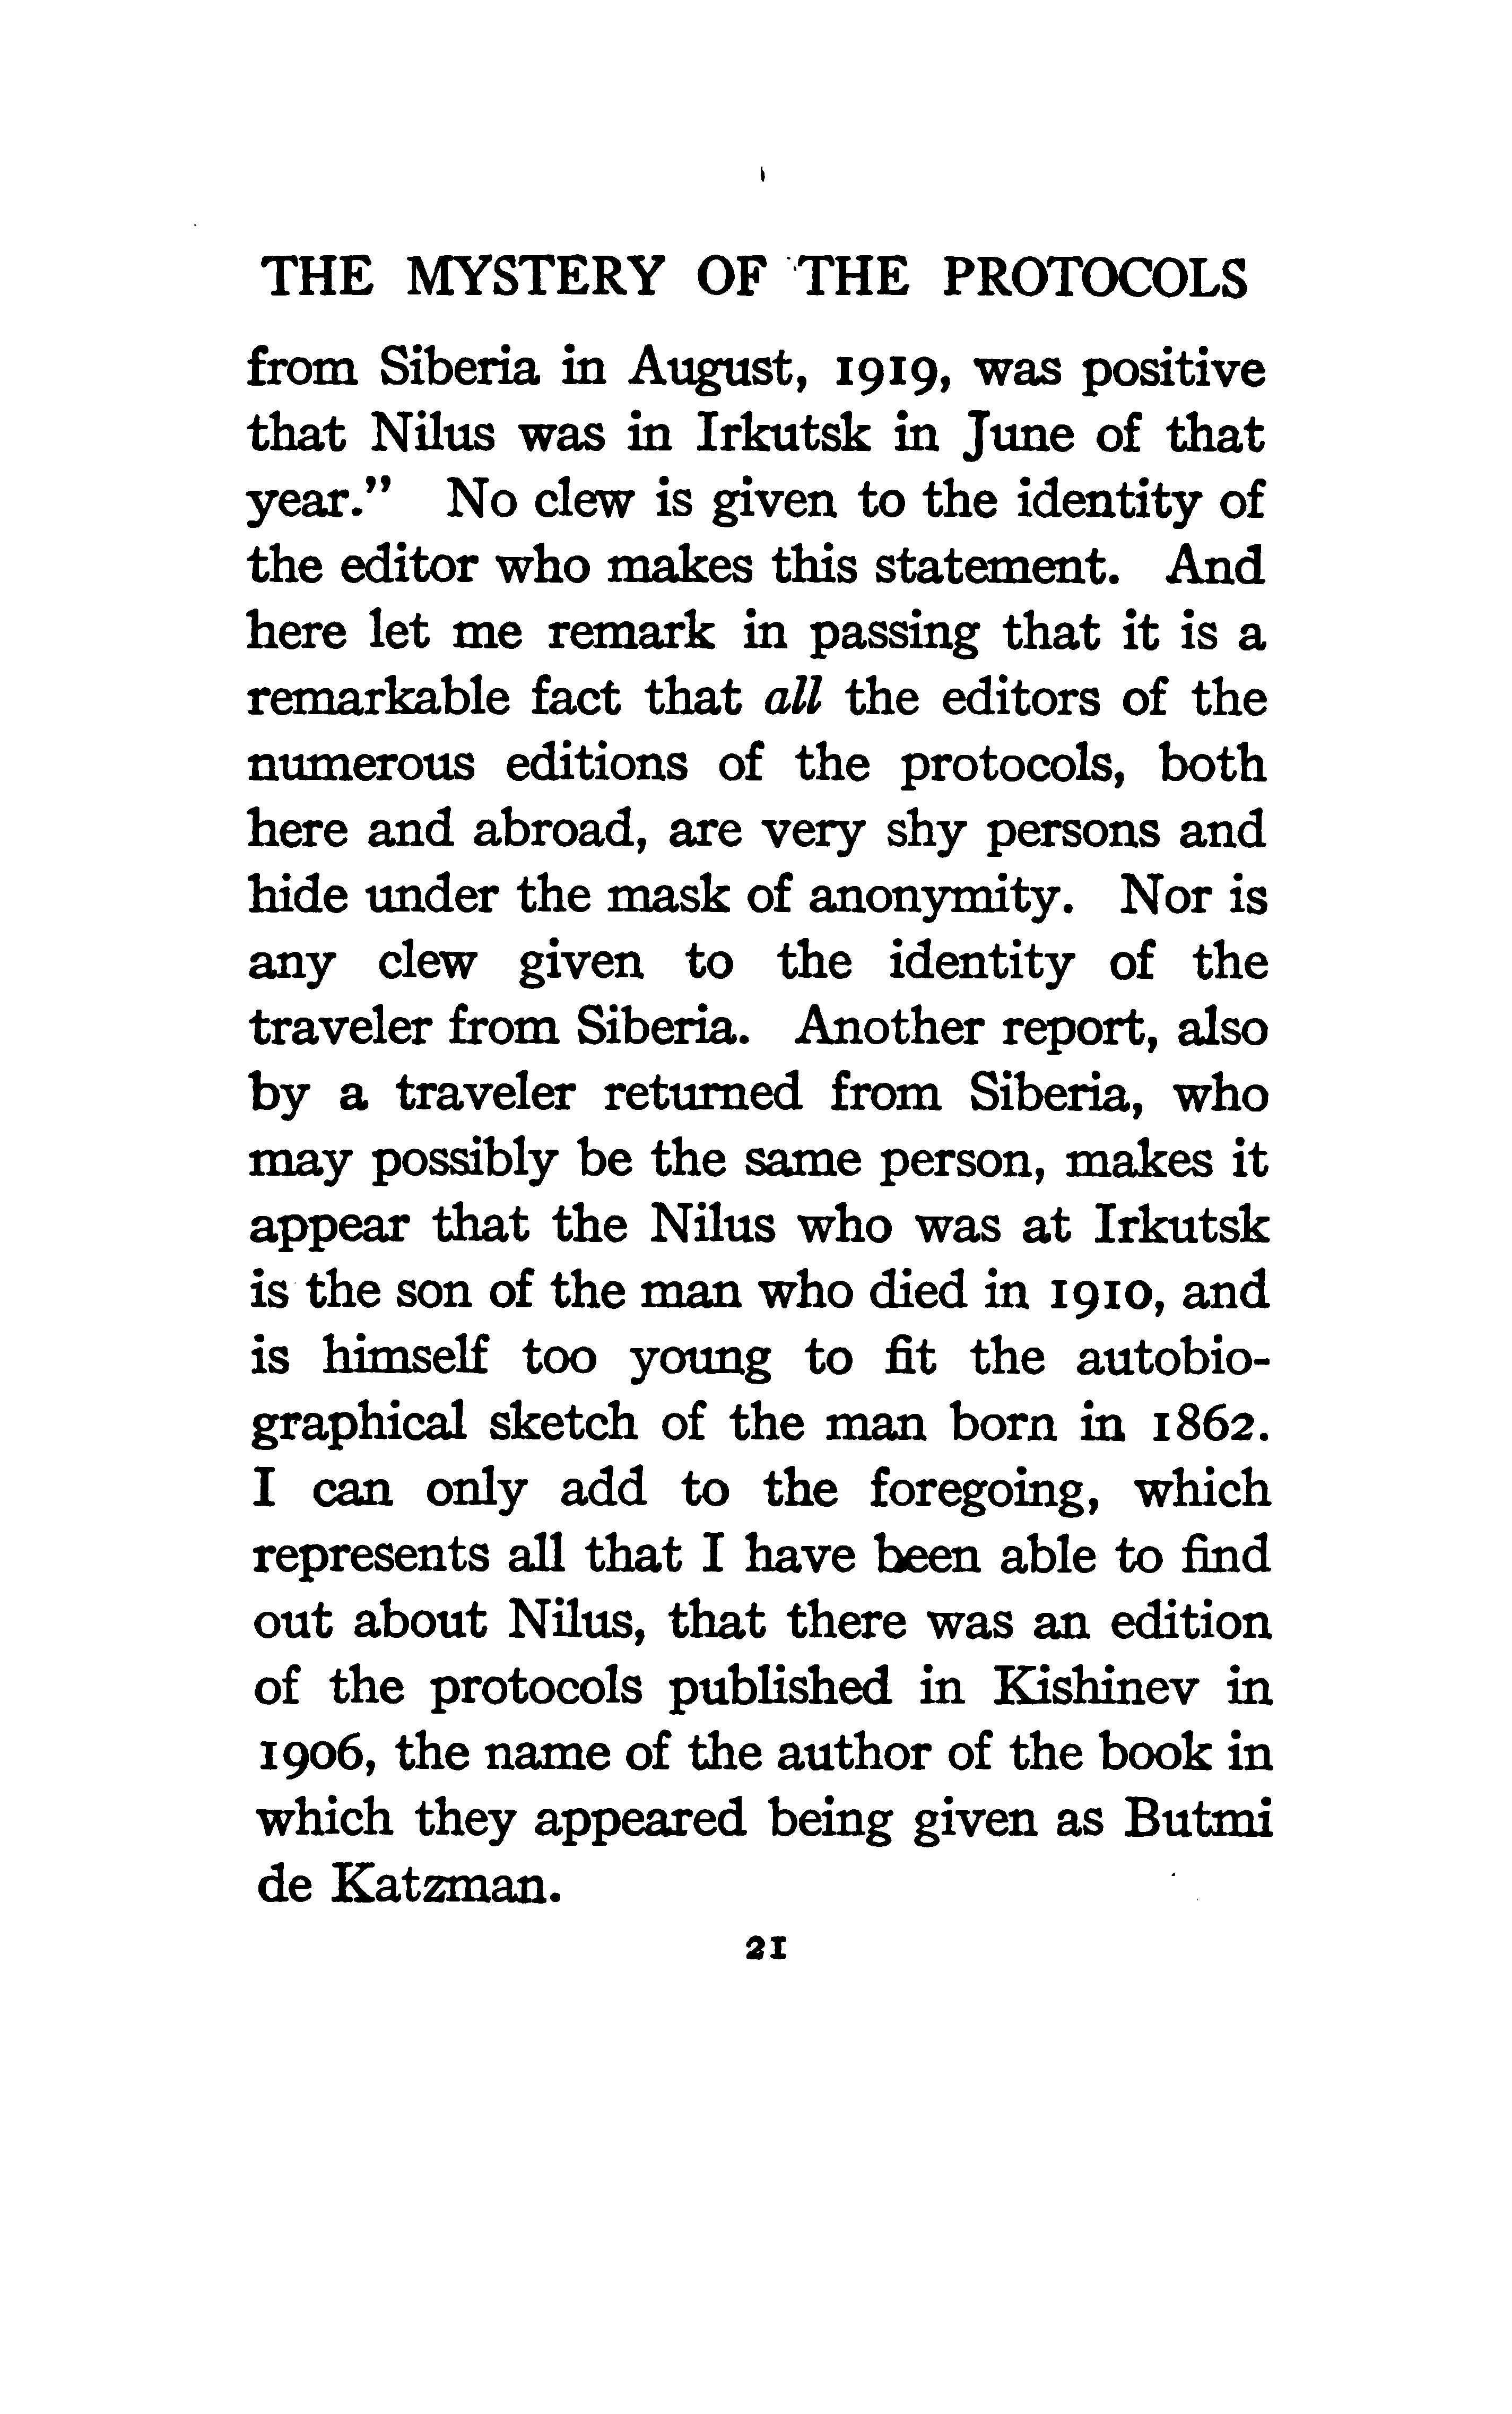 THE MYSTERY OF THE PROTOCOLS
from Siberia in August, 1919, was positive
that Nilus was in Irkutsk in June of that
year." No clew is given to the identity of
the editor who makes this statement. And
here let me remark in passing that it is a
remarkable fact that all the editors of the
numerous editions of the protocols, both
here and abroad, are very shy persons and
hide under the mask of anonymity. Nor is
any clew given to the identity of the
traveler from Siberia. Another report, also
by a traveler returned from Siberia, who
may possibly be the same person, makes it
appear that the Nilus who was at Irkutsk
is the son of the man who died in 1910, and
is himself too young to fit the autobio-
graphical sketch of the man born in 1862.
I can only add to the foregoing, which
represents all that I have been able to find
out about Nilus, that there was an edition
of the protocols published in Kishinev in
1906, the name of the author of the book in
which they appeared being given as Butmi
de Katzman.
21